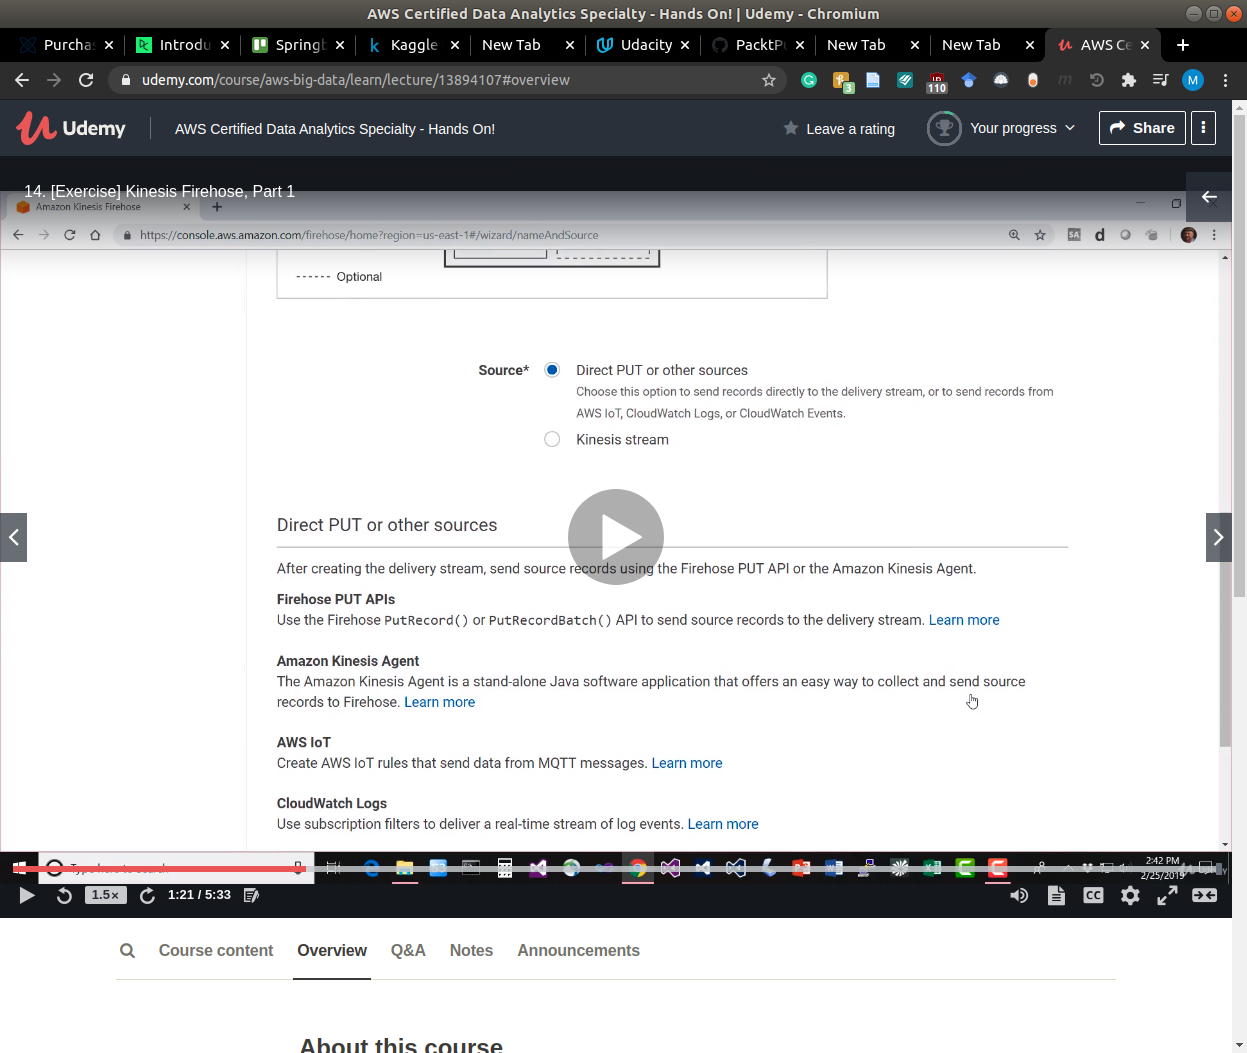 AWS Certified Data Analytics Specialty - Hands On! | Udemy - Chromium
Purcha
Introdu
Spring
Kaggle
New Tab
Udacity
PacktP
New Tab
New Tab
AWS Ce
udemy.com/course/aws-big-data/learn/lecture/13894107#overview
3
110
M
Udemy
AWS Certified Data Analytics Specialty - Hands On!
Leave a rating
Your progress
Share
14. [Exercise] Kinesis Firehose, Part 1
Amazon Kinesis Firehose
https://console.aws.amazon.com/firehose/home?region=us-east-1#/wizard/nameAndSource
SA
d
Optional
Source*
Direct PUT or other sources
Choose this option to send records directly to the delivery stream, or to send records from
AWS IoT, CloudWatch Logs, or CloudWatch Events.
Kinesis stream
Direct PUT or other sources
After creating the delivery stream, send source records using the Firehose PUT API or the Amazon Kinesis Agent.
Firehose PUT APIs
Use the Firehose PutRecord() or PutRecordBatch() API to send source records to the delivery stream. Learn more
Amazon Kinesis Agent
The Amazon Kinesis Agent is a stand-alone Java software application that offers an easy way to collect and send source
records to Firehose. Learn more
AWS IoT
Create AWS IoT rules that send data from MQTT messages. Learn more
CloudWatch Logs
Use subscription filters to deliver a real-time stream of log events. Learn more
2:42 PM
2/25/2019
1.5×
1:21 / 5:33
CC
Course content
Overview
Q&A
Notes
Announcements
About this course